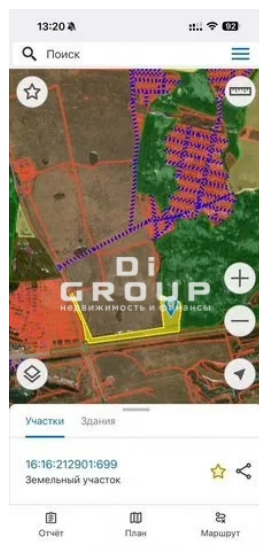 13:20
92
Поиск
Di
GROUP
недвижимость и финансы
Участки Здания
16:16:212901:699
Земельный участок
Отчёт План Маршрут